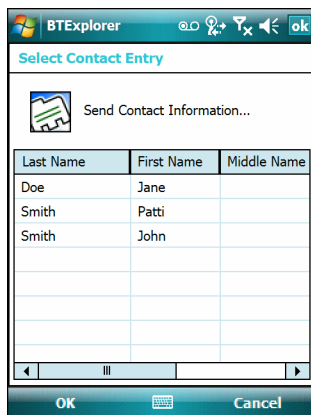 BTExplorer ok
Select Contact Entry
Send Contact Information...
Last Name First Name Middle Name
Doe Jane
Smith Patti
Smith John
OK Cancel